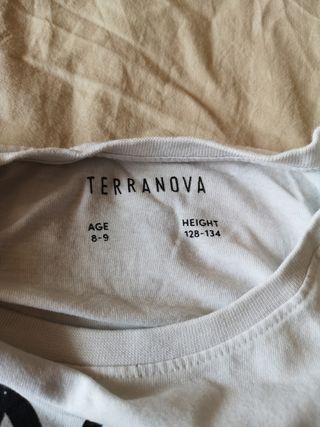 TERRANOVA
AGE HEIGHT
8-9 128-134